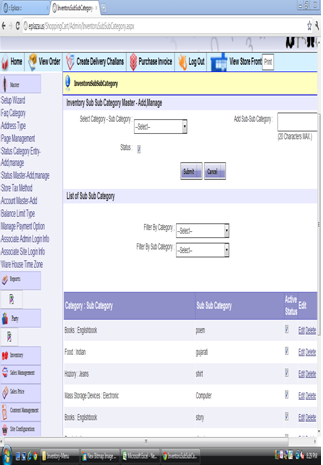 InventorySubSubCategory
eplaza.us/ShoppingCart/Admin/InventorySubSubCategory.aspx
Home View Order Create Delivery Challans Purchase Invoice Log Out View Store Front Print
Master
Setup Wizard
Faq Category
Address Type
Page Management
Status Category Entry-
Add,manage
Status Master-Add,manage
Store Tax Method
Account Master-Add
Balance Limit Type
Manage Payment Option
Associate Admin Login Info
Associate Site Login Info
Ware House Time Zone
Reports
Party
Inventory
Sales Management
Sales Price
Content Management
Site Configuration
InventorySubSubCategory
Inventory Sub Sub Category Master - Add,Manage
Select Category - Sub Category
--Select--
Add Sub-Sub Category :
(20 Characters MAX.)
Status
Submit Cancel
List of Sub Sub Category
Filter By Category
--Select--
Filter By Sub Category
--Select--
Category : Sub Category Sub Sub Category Active Status Edit
Books : Englishbook poem Edit Delete
Food : Indian gujarati Edit Delete
History : Jeans shirt Edit Delete
Mass Storage Devices : Electronic Computer Edit Delete
Books : Englishbook story Edit Delete
Inventory Menu New Bitmap Image ... Microsoft Excel - Ne... InventorySubSubCa... 8:29 PM